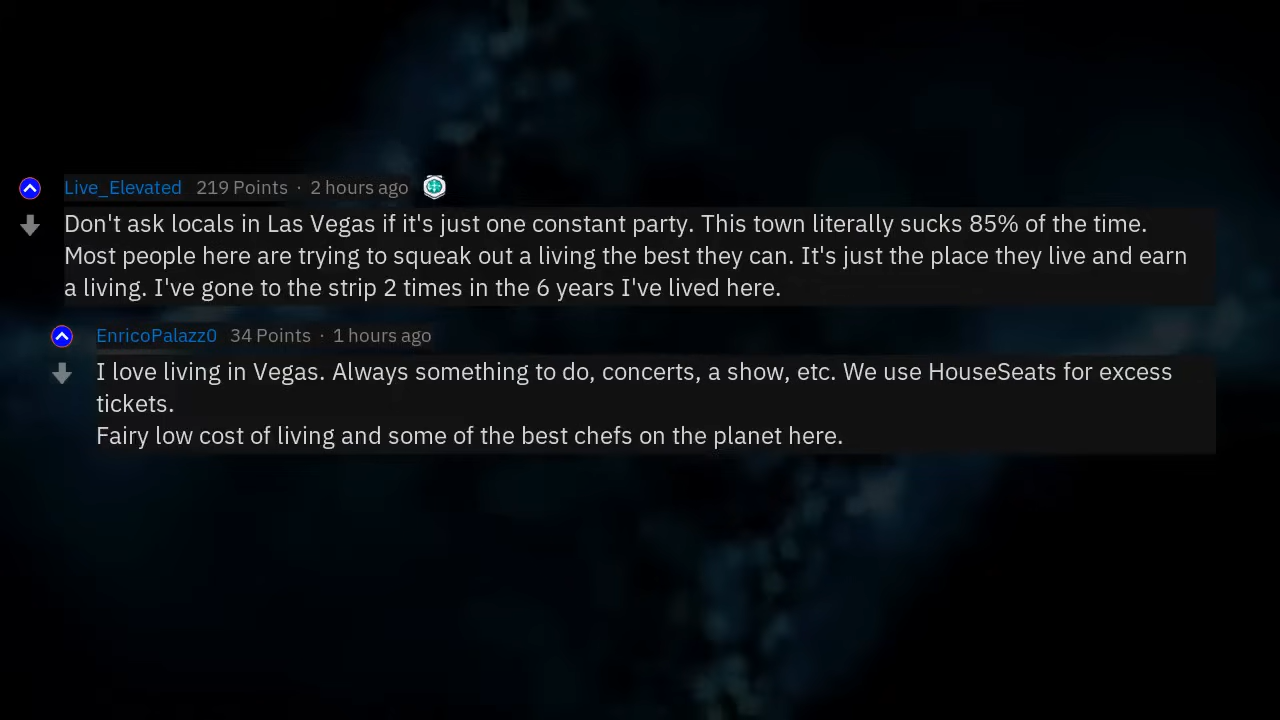 Live_Elevated 219 Points · 2 hours ago
Don't ask locals in Las Vegas if it's just one constant party. This town literally sucks 85% of the time.
Most people here are trying to squeak out a living the best they can. It's just the place they live and earn
a living. I've gone to the strip 2 times in the 6 years I've lived here.
EnricoPalazz0 34 Points · 1 hours ago
I love living in Vegas. Always something to do, concerts, a show, etc. We use HouseSeats for excess
tickets.
Fairy low cost of living and some of the best chefs on the planet here.